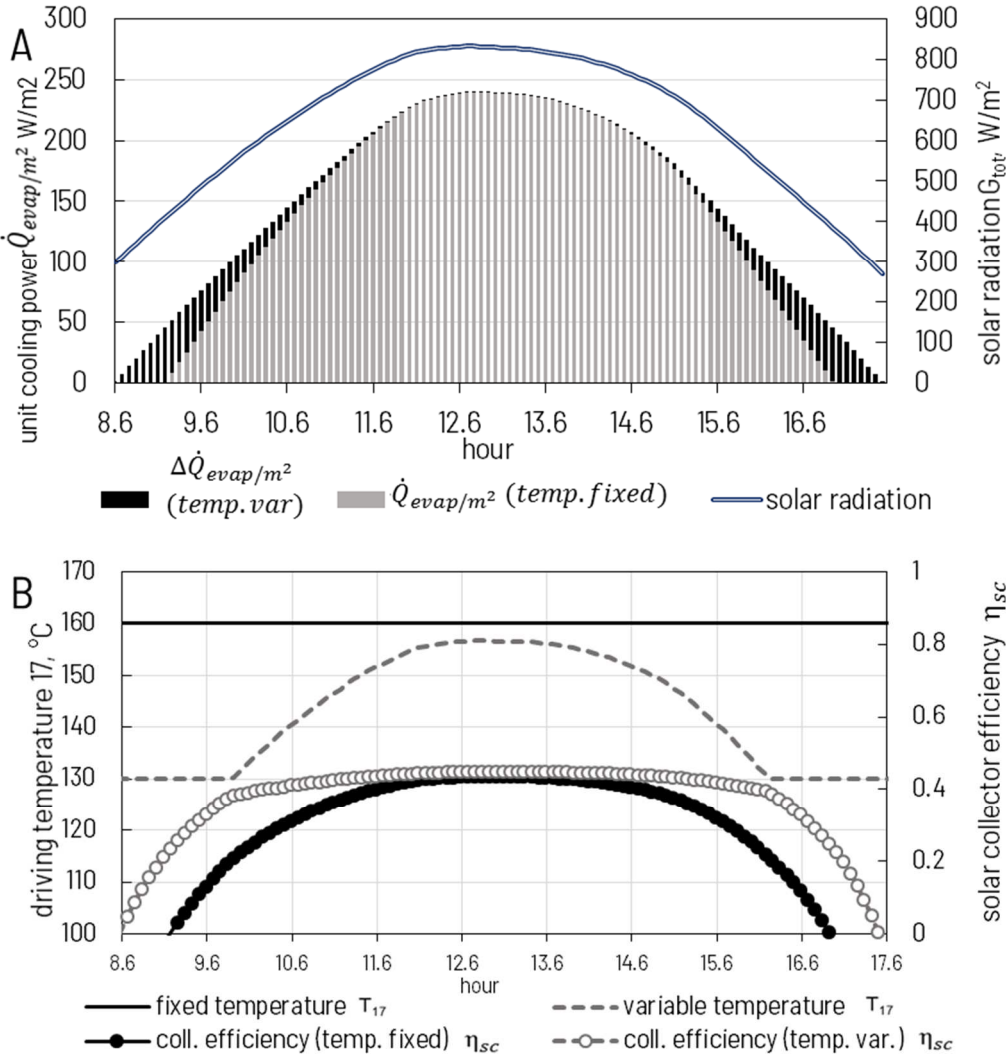 A
unit cooling power Q̇evap/m² W/m2
300
250
200
150
100
50
0
900
800
700
600
500
400
300
200
100
0
solar radiation Gtot, W/m²
8.6 9.6 10.6 11.6 12.6 13.6 14.6 15.6 16.6
hour
ΔQ̇evap/m²
(temp.var)
Q̇evap/m² (temp.fixed)
solar radiation
B
driving temperature 17, °C
170
160
150
140
130
120
110
100
1
0.8
0.6
0.4
0.2
0
solar collector efficiency ηsc
8.6 9.6 10.6 11.6 12.6 13.6 14.6 15.6 16.6 17.6
hour
fixed temperature T17
variable temperature T17
coll. efficiency (temp. fixed) ηsc
coll. efficiency (temp. var.) ηsc